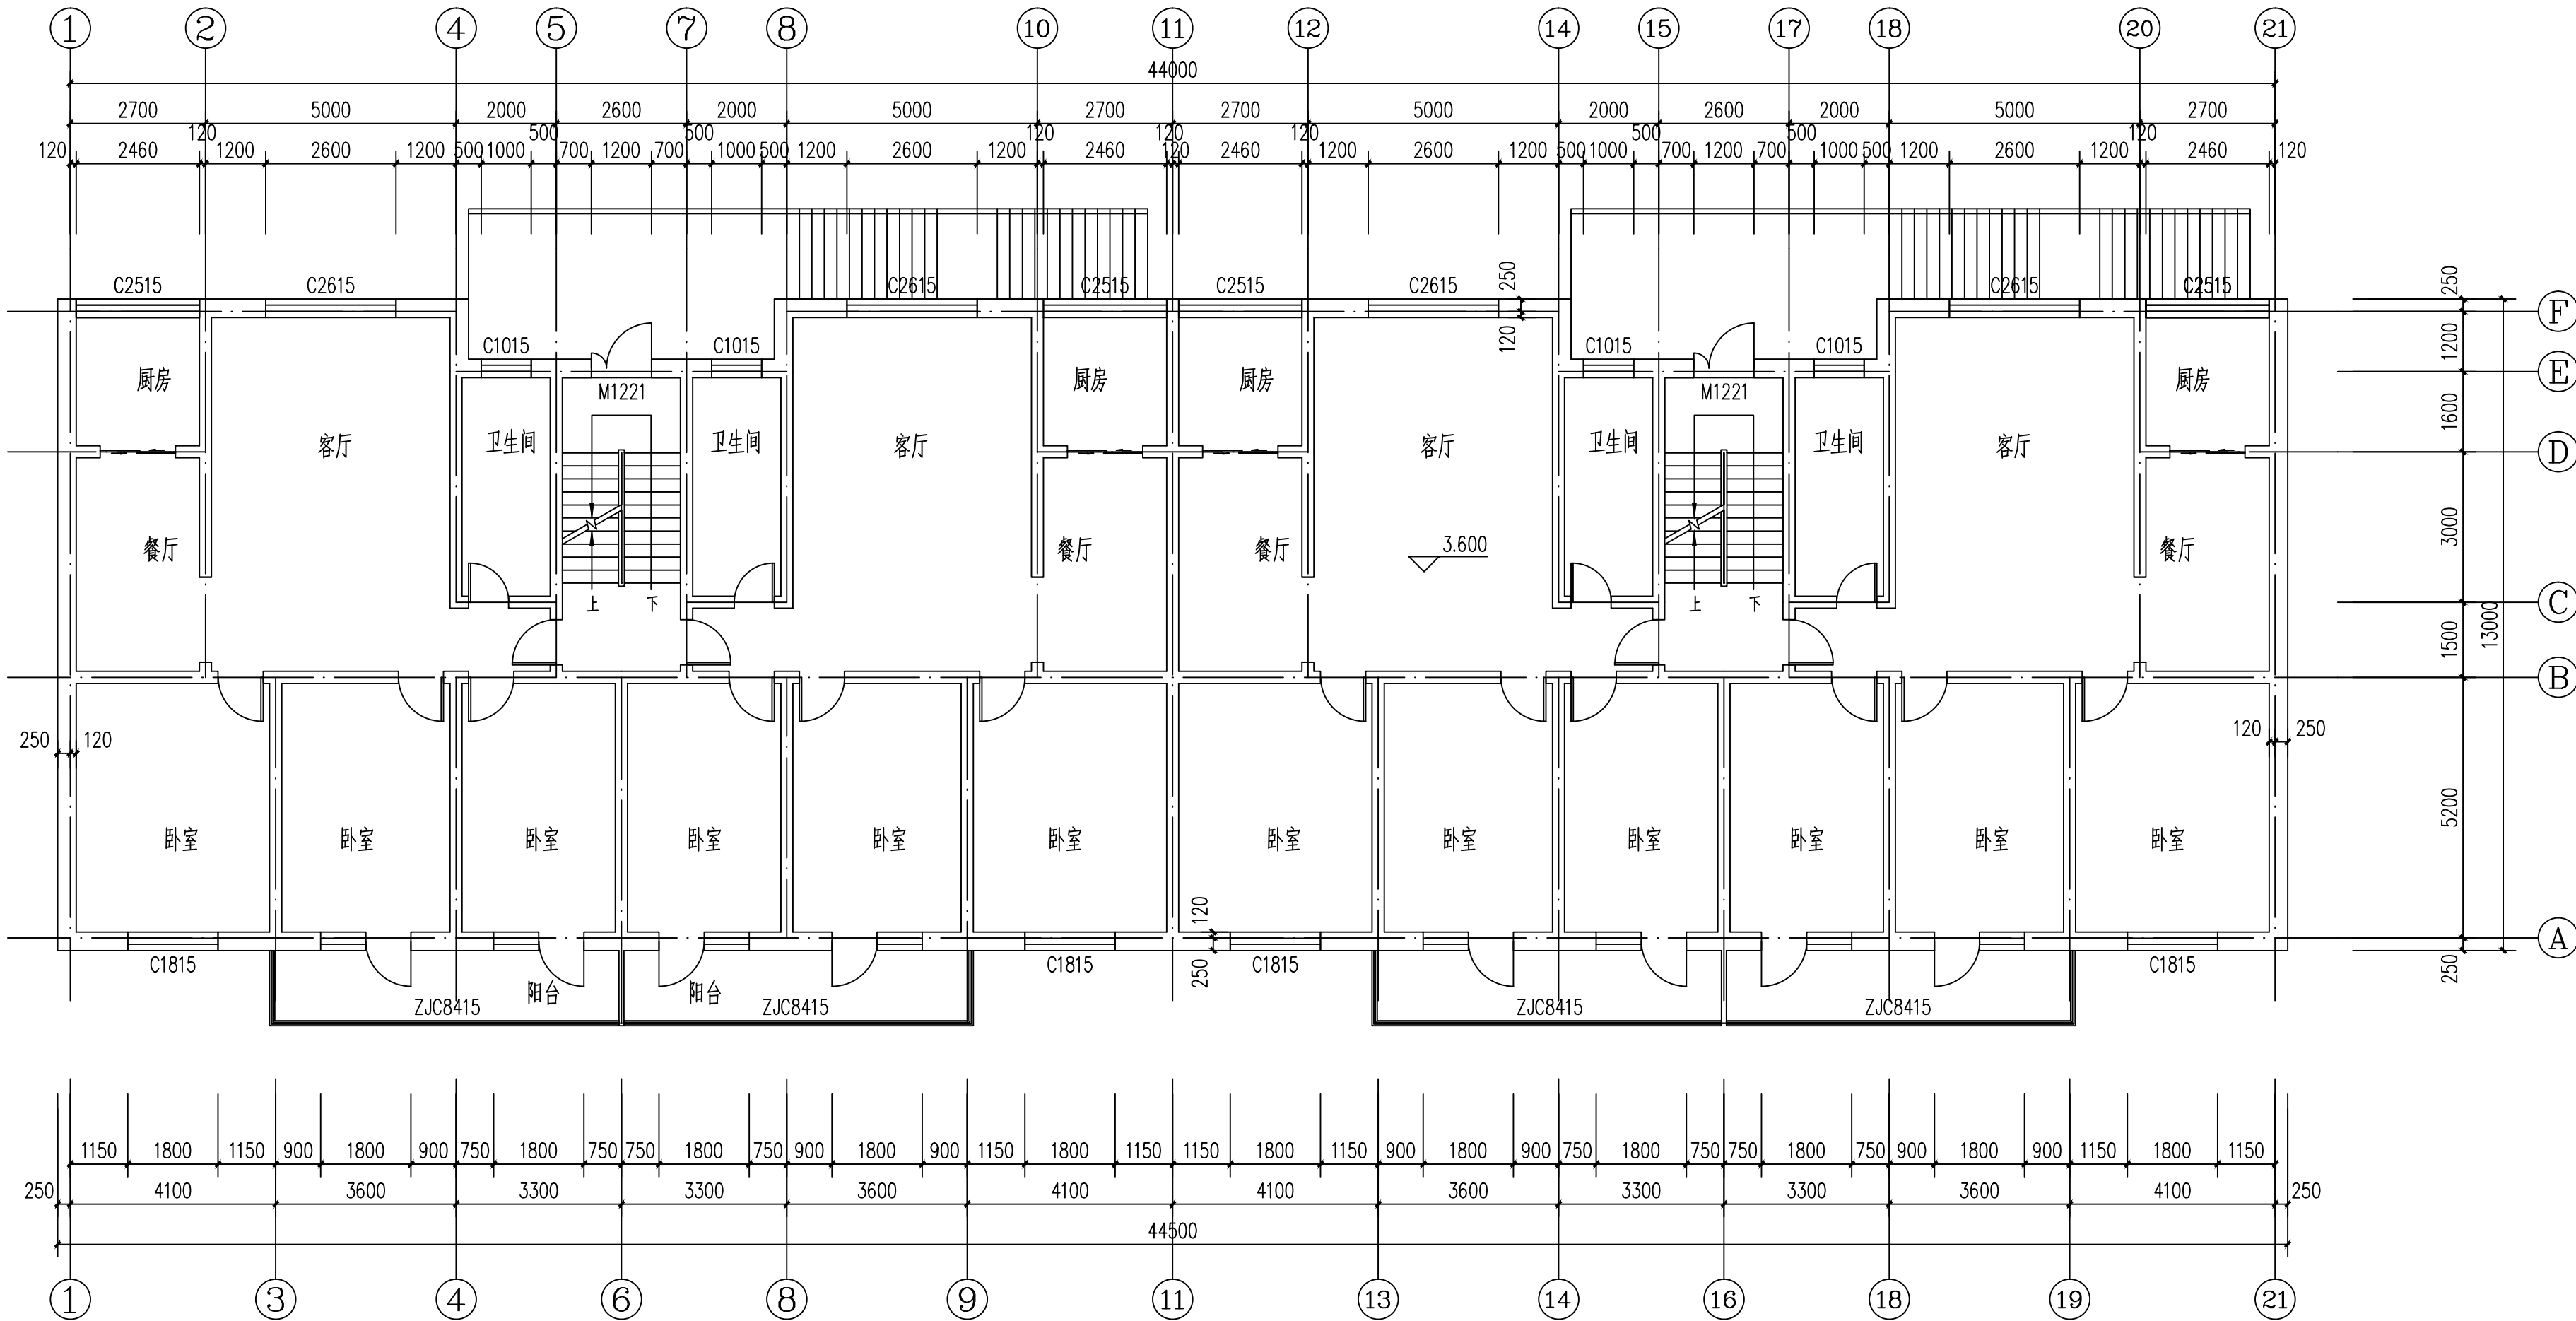 1 2 4 5 7 8 10 11 12 14 15 17 18 20 21
44000
2700 5000 2000 2600 2000 5000 2700 2700 5000 2000 2600 2000 5000 2700
120 500 500 120 120 120 500 500 120
120 2460 1200 2600 1200 500 1000 700 1200 700 1000 500 1200 2600 1200 2460 120 2460 1200 2600 1200 500 1000 700 1200 700 1000 500 1200 2600 1200 2460 120
C2515 C2615 C2615 C2515 C2515 C2615 250 C2615 C2515 250
F
C1015 C1015 120 C1015 C1015 1200
厨房 M1221 厨房 厨房 M1221 厨房 E
1600
客厅 卫生间 卫生间 客厅 客厅 卫生间 卫生间 客厅
D
餐厅 餐厅 餐厅 3.600 餐厅 3000
上 下 上 下 C
1500 13000
B
250 120 120 250
5200
卧室 卧室 卧室 卧室 卧室 卧室 卧室 卧室 卧室 卧室 卧室 卧室
120
A
C1815 C1815 C1815 C1815
250 250
阳台 阳台
ZJC8415 ZJC8415 ZJC8415 ZJC8415
1150 1800 1150 900 1800 900 750 1800 750 750 1800 750 900 1800 900 1150 1800 1150 1150 1800 1150 900 1800 900 750 1800 750 750 1800 750 900 1800 900 1150 1800 1150
250 4100 3600 3300 3300 3600 4100 4100 3600 3300 3300 3600 4100 250
44500
1 3 4 6 8 9 11 13 14 16 18 19 21